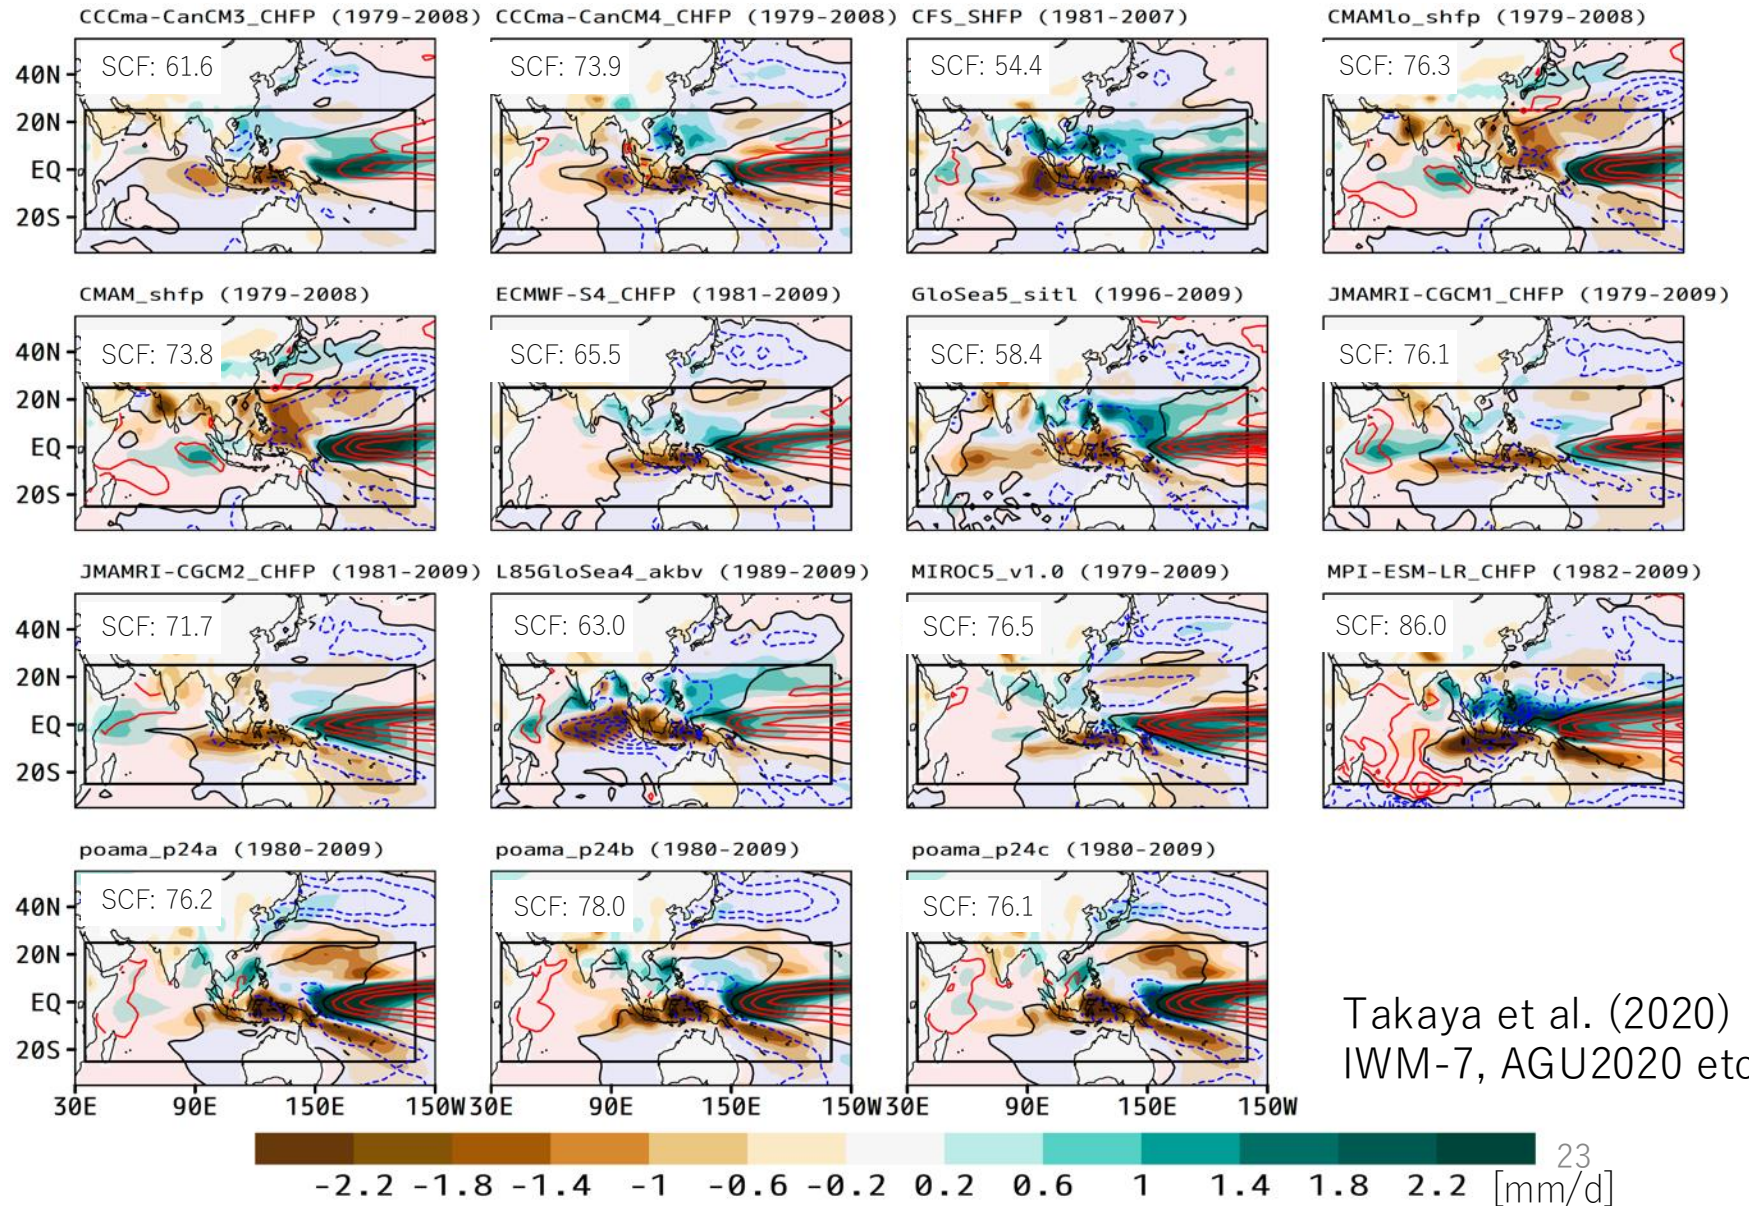 CCCma-CanCM3_CHFP (1979-2008) CCCma-CanCM4_CHFP (1979-2008) CFS_SHFP (1981-2007) CMAMlo_shfp (1979-2008)
SCF: 61.6 SCF: 73.9 SCF: 54.4 SCF: 76.3
40N
20N
EQ
20S
CMAM_shfp (1979-2008) ECMWF-S4_CHFP (1981-2009) GloSea5_sitl (1996-2009) JMAMRI-CGCM1_CHFP (1979-2009)
SCF: 73.8 SCF: 65.5 SCF: 58.4 SCF: 76.1
40N
20N
EQ
20S
JMAMRI-CGCM2_CHFP (1981-2009) L85GloSea4_akbv (1989-2009) MIROC5_v1.0 (1979-2009) MPI-ESM-LR_CHFP (1982-2009)
SCF: 71.7 SCF: 63.0 SCF: 76.5 SCF: 86.0
40N
20N
EQ
20S
poama_p24a (1980-2009) poama_p24b (1980-2009) poama_p24c (1980-2009)
SCF: 76.2 SCF: 78.0 SCF: 76.1
40N
20N
EQ
20S
30E 90E 150E 150W 30E 90E 150E 150W 30E 90E 150E 150W
Takaya et al. (2020)
IWM-7, AGU2020 etc
23
-2.2 -1.8 -1.4 -1 -0.6 -0.2 0.2 0.6 1 1.4 1.8 2.2 [mm/d]